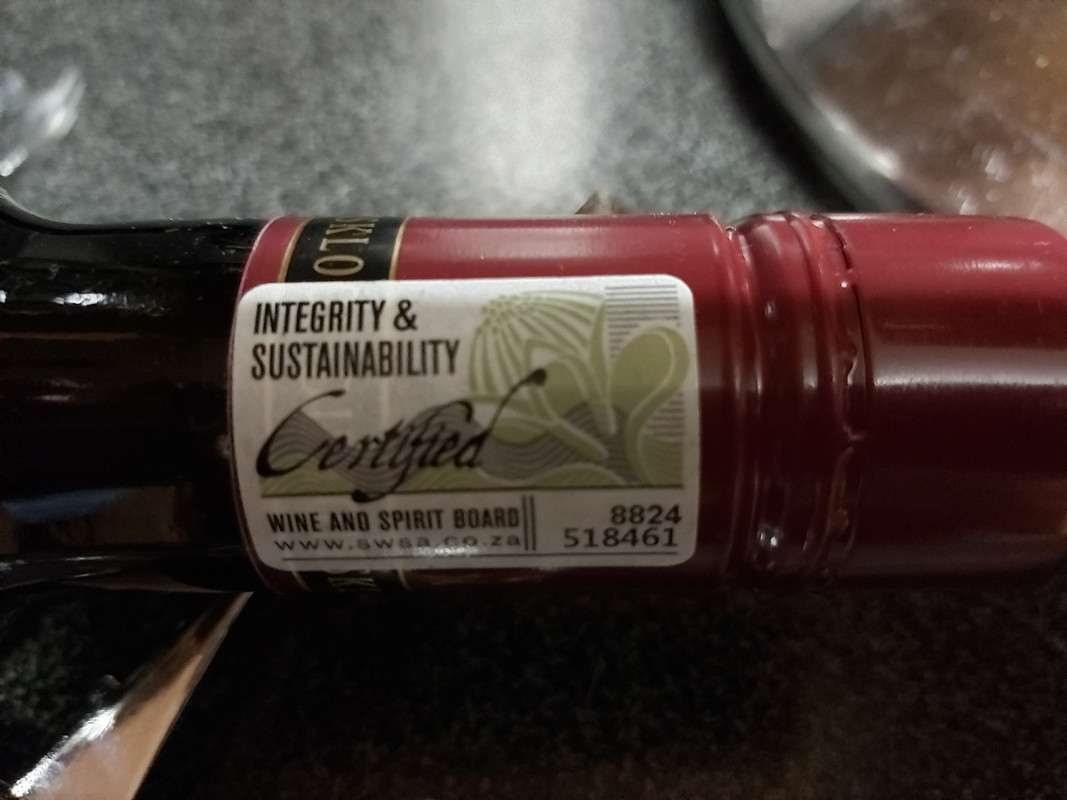 INTEGRITY &
SUSTAINABILITY
Certified
WINE AND SPIRIT BOARD
www.swsa.co.za
8824
518461